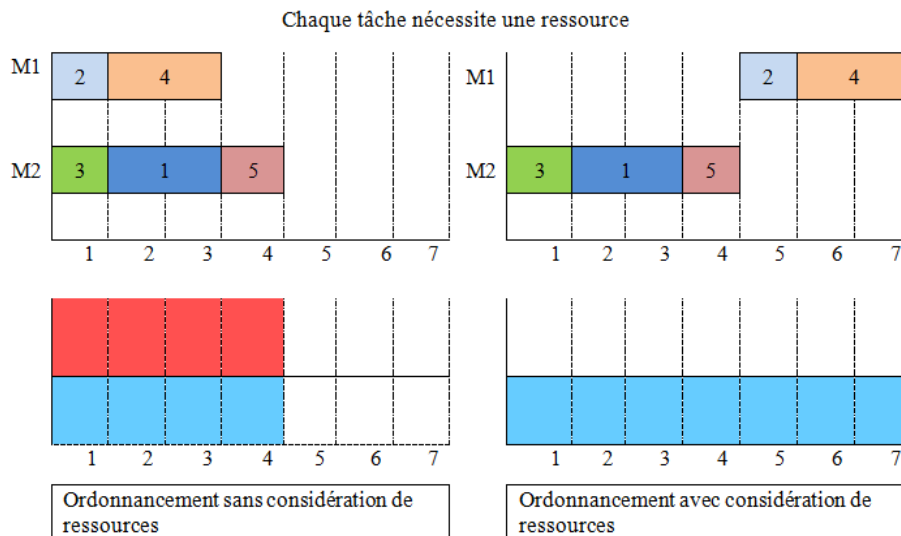 Chaque tâche nécessite une ressource
M1 2 4
M2 3 1 5
1 2 3 4 5 6 7
M1 2 4
M2 3 1 5
1 2 3 4 5 6 7
1 2 3 4 5 6 7
Ordonnancement sans considération de
ressources
1 2 3 4 5 6 7
Ordonnancement avec considération de
ressources